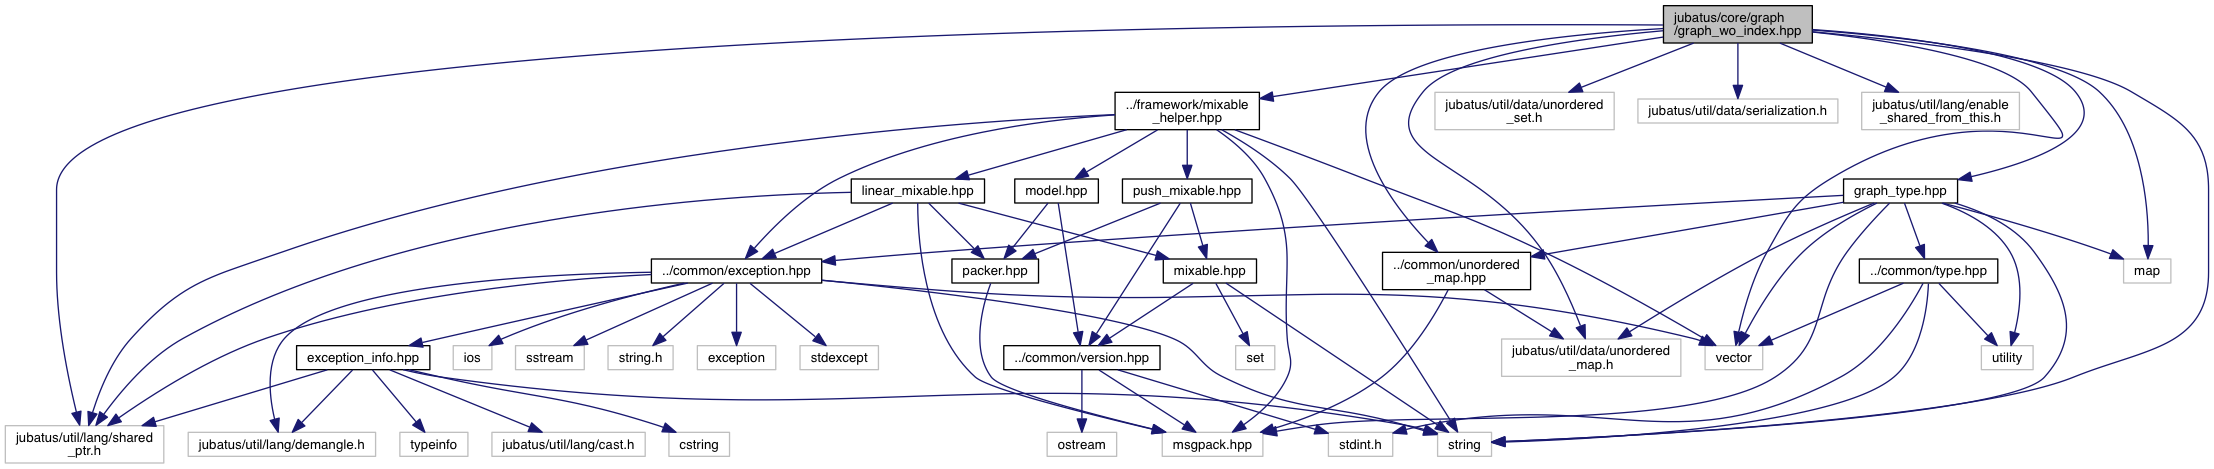 jubatus/core/graph
/graph_wo_index.hpp
../framework/mixable
_helper.hpp
jubatus/util/data/unordered
_set.h
jubatus/util/data/serialization.h
jubatus/util/lang/enable
_shared_from_this.h
linear_mixable.hpp
model.hpp
push_mixable.hpp
graph_type.hpp
../common/exception.hpp
packer.hpp
mixable.hpp
../common/unordered
_map.hpp
../common/type.hpp
map
exception_info.hpp
ios
sstream
string.h
exception
stdexcept
../common/version.hpp
set
jubatus/util/data/unordered
_map.h
vector
utility
jubatus/util/lang/shared
_ptr.h
jubatus/util/lang/demangle.h
typeinfo
jubatus/util/lang/cast.h
cstring
ostream
msgpack.hpp
stdint.h
string